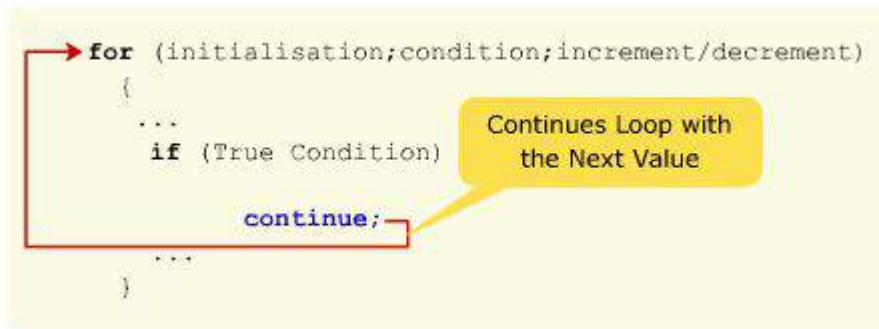 for (initialisation;condition;increment/decrement)
{
...
if (True Condition)
Continues Loop with
the Next Value
continue;
...
}